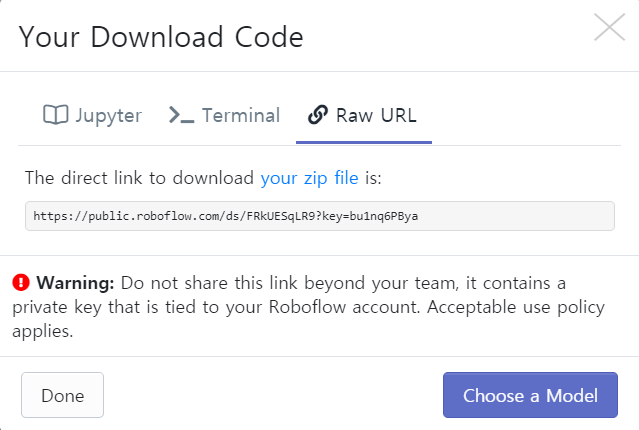 Your Download Code
Jupyter
Terminal
Raw URL
The direct link to download your zip file is:
https://public.roboflow.com/ds/FRkUESqLR9?key=bu1nq6PBya
Warning: Do not share this link beyond your team, it contains a
private key that is tied to your Roboflow account. Acceptable use policy
applies.
Done
Choose a Model